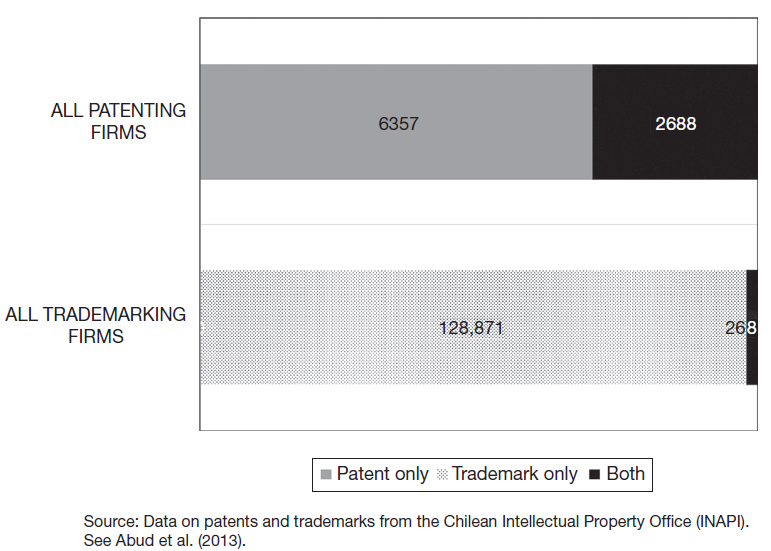 ALL PATENTING
FIRMS
6357
2688
ALL TRADEMARKING
FIRMS
128,871
268
Patent only
Trademark only
Both
Source: Data on patents and trademarks from the Chilean Intellectual Property Office (INAPI).
See Abud et al. (2013).